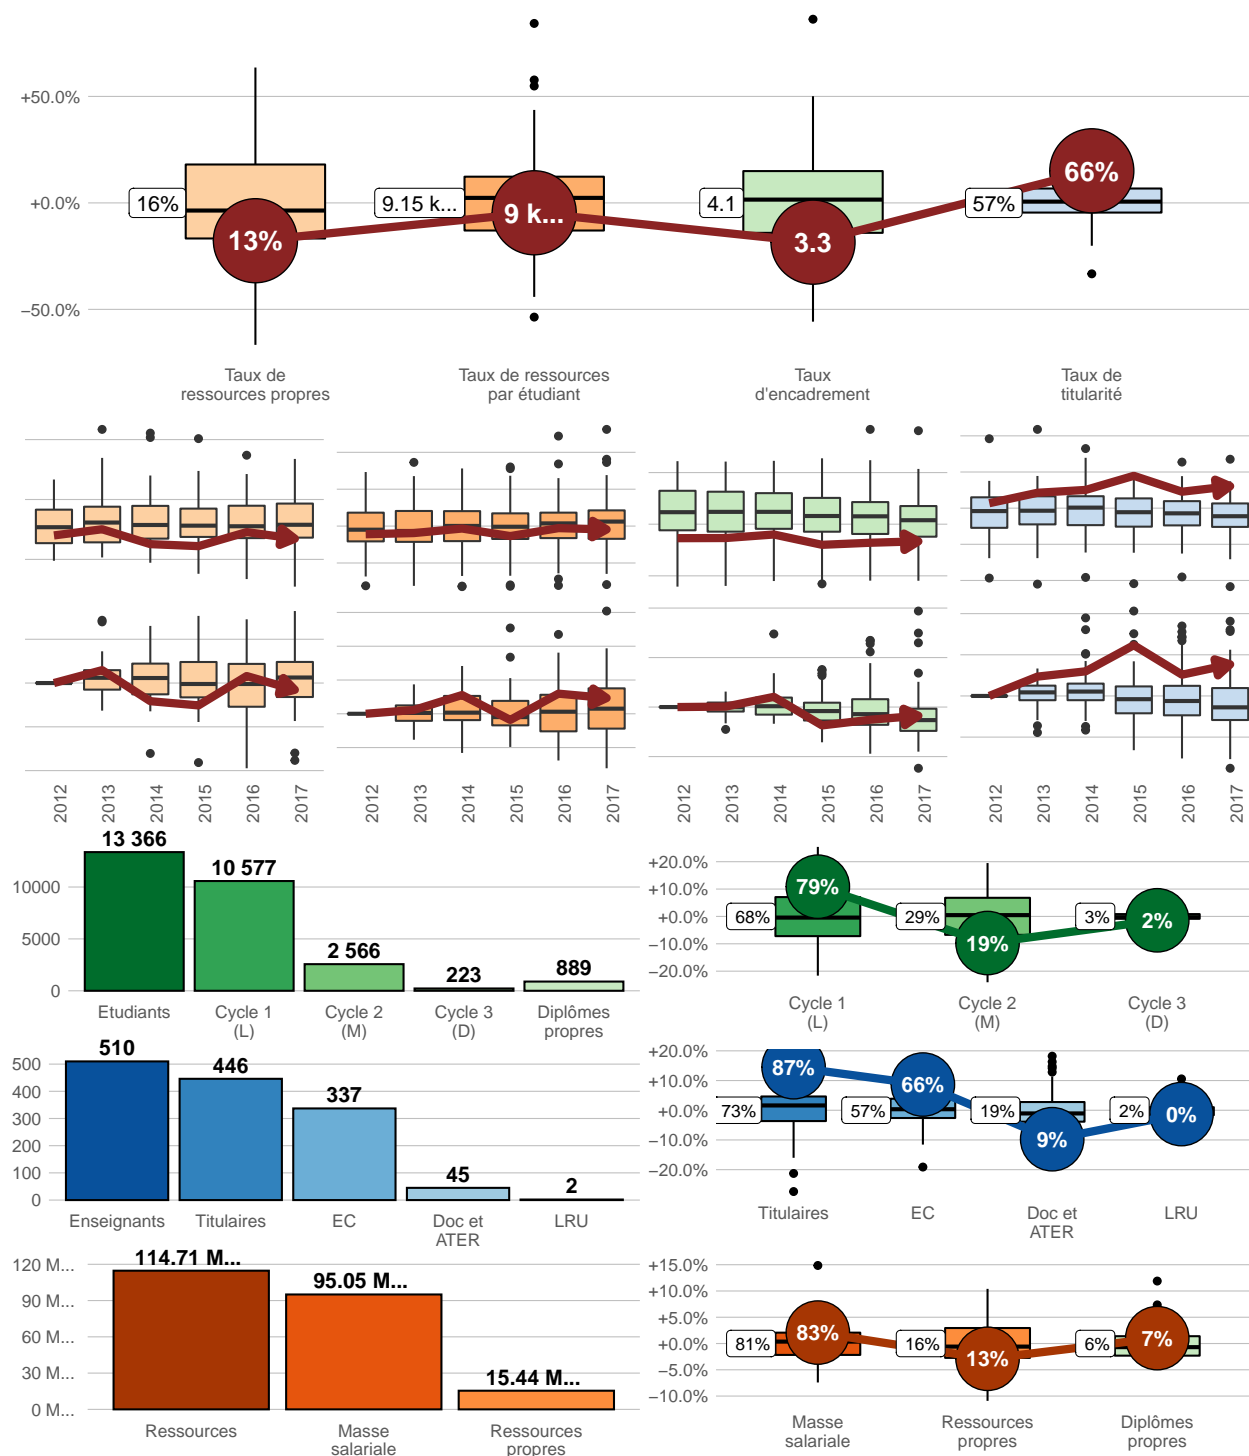 +50.0%
+0.0%
−50.0%
16%
9.15 k...
4.1
57%
13%
9 k...
3.3
66%
Taux de
ressources propres
Taux de ressources
par étudiant
Taux
d'encadrement
Taux de
titularité
2012
2013
2014
2015
2016
2017
2012
2013
2014
2015
2016
2017
2012
2013
2014
2015
2016
2017
2012
2013
2014
2015
2016
2017
10000
5000
0
13 366
10 577
2 566
223
889
Etudiants
Cycle 1
(L)
Cycle 2
(M)
Cycle 3
(D)
Diplômes
propres
+20.0%
+10.0%
+0.0%
−10.0%
−20.0%
68%
79%
29%
19%
3%
2%
Cycle 1
(L)
Cycle 2
(M)
Cycle 3
(D)
500
400
300
200
100
0
510
446
337
45
2
Enseignants
Titulaires
EC
Doc et
ATER
LRU
+20.0%
+10.0%
+0.0%
−10.0%
−20.0%
73%
87%
57%
66%
19%
9%
2%
0%
Titulaires
EC
Doc et
ATER
LRU
120 M...
90 M...
60 M...
30 M...
0 M...
114.71 M...
95.05 M...
15.44 M...
Ressources
Masse
salariale
Ressources
propres
+15.0%
+10.0%
+5.0%
+0.0%
−5.0%
−10.0%
81%
83%
16%
13%
6%
7%
Masse
salariale
Ressources
propres
Diplômes
propres